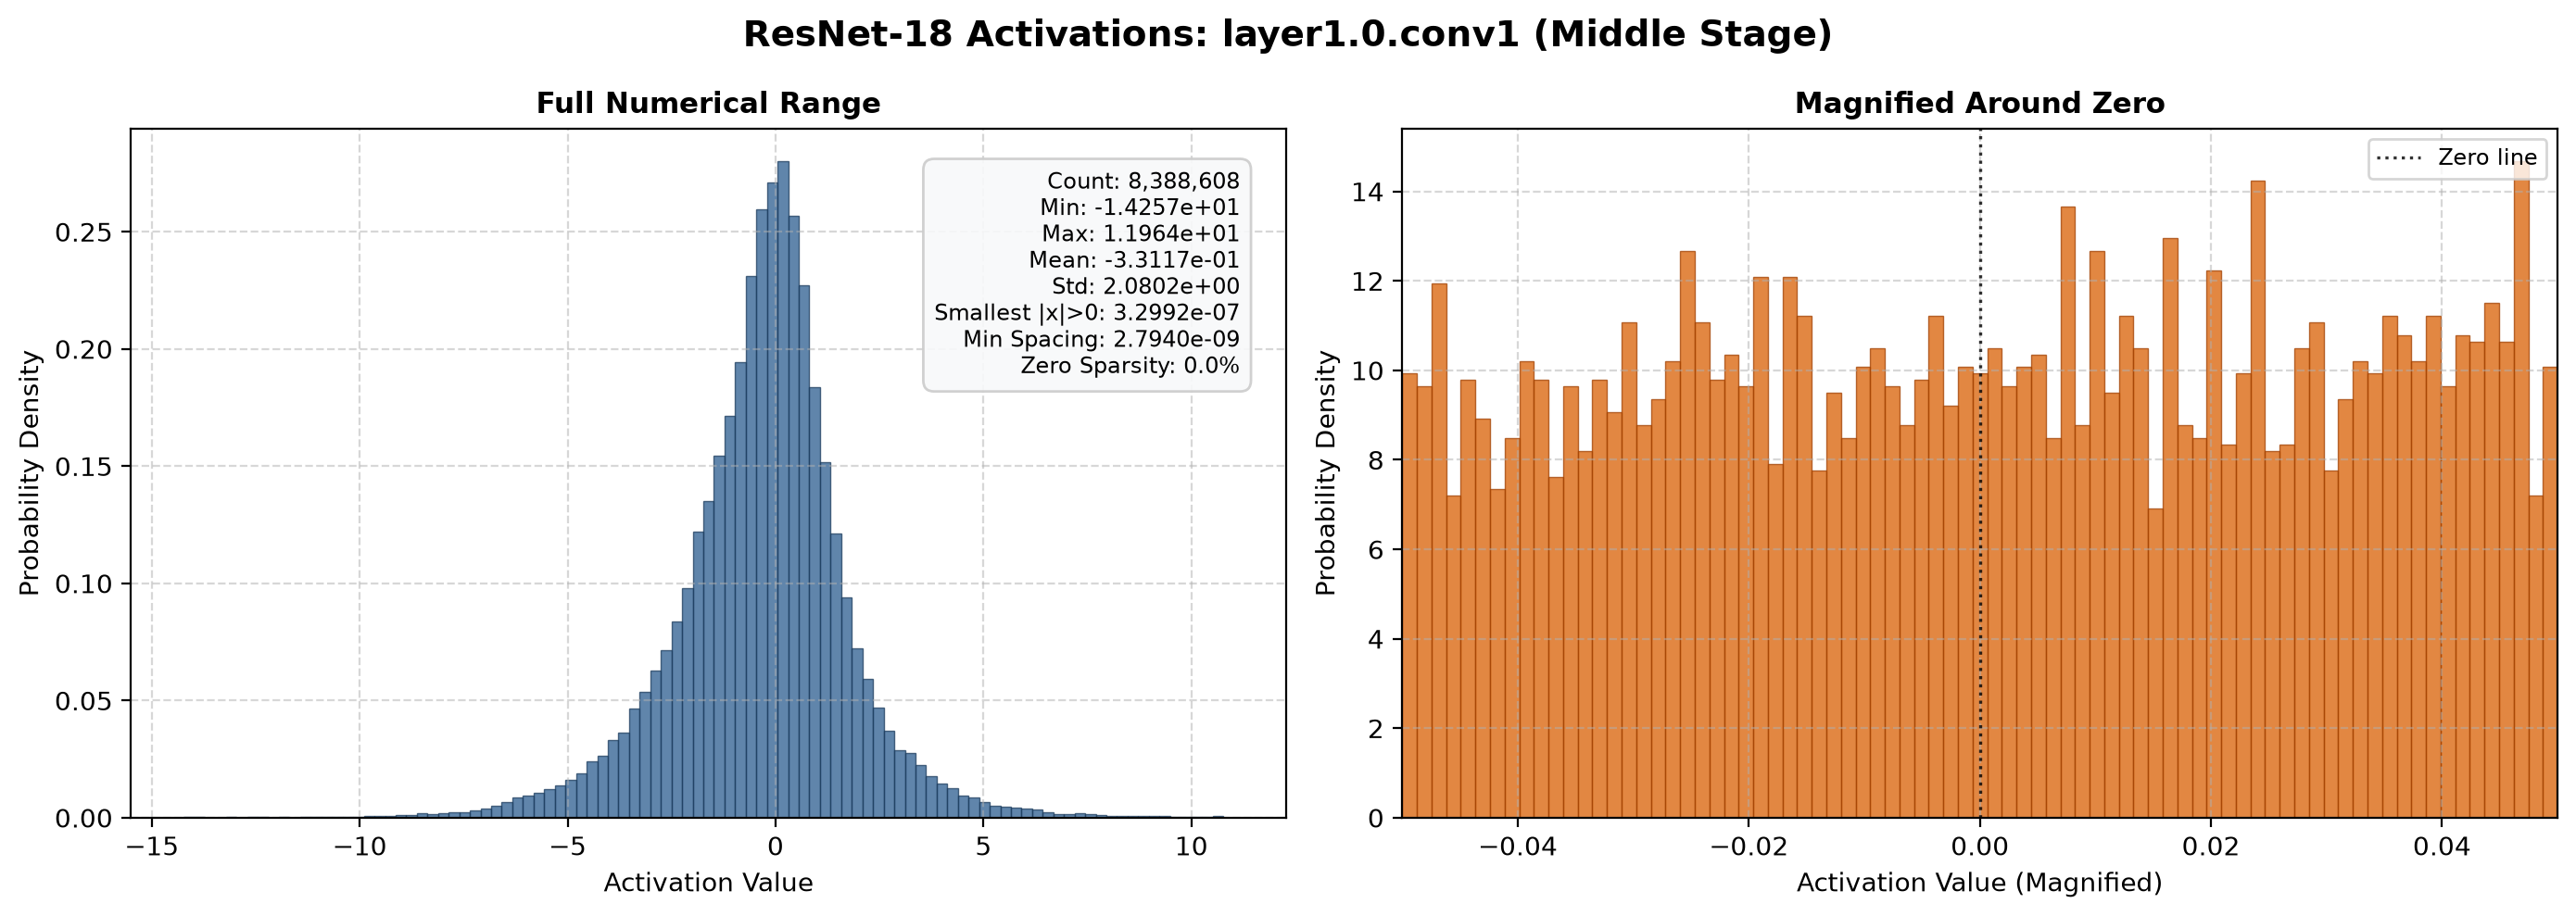 ResNet-18 Activations: layer1.0.conv1 (Middle Stage)
Full Numerical Range
Probability Density
0.25
0.20
0.15
0.10
0.05
0.00
Count: 8,388,608
Min: -1.4257e+01
Max: 1.1964e+01
Mean: -3.3117e-01
Std: 2.0802e+00
Smallest |x|>0: 3.2992e-07
Min Spacing: 2.7940e-09
Zero Sparsity: 0.0%
−15 −10 −5 0 5 10
Activation Value
Magnified Around Zero
Probability Density
14
12
10
8
6
4
2
0
Zero line
−0.04 −0.02 0.00 0.02 0.04
Activation Value (Magnified)